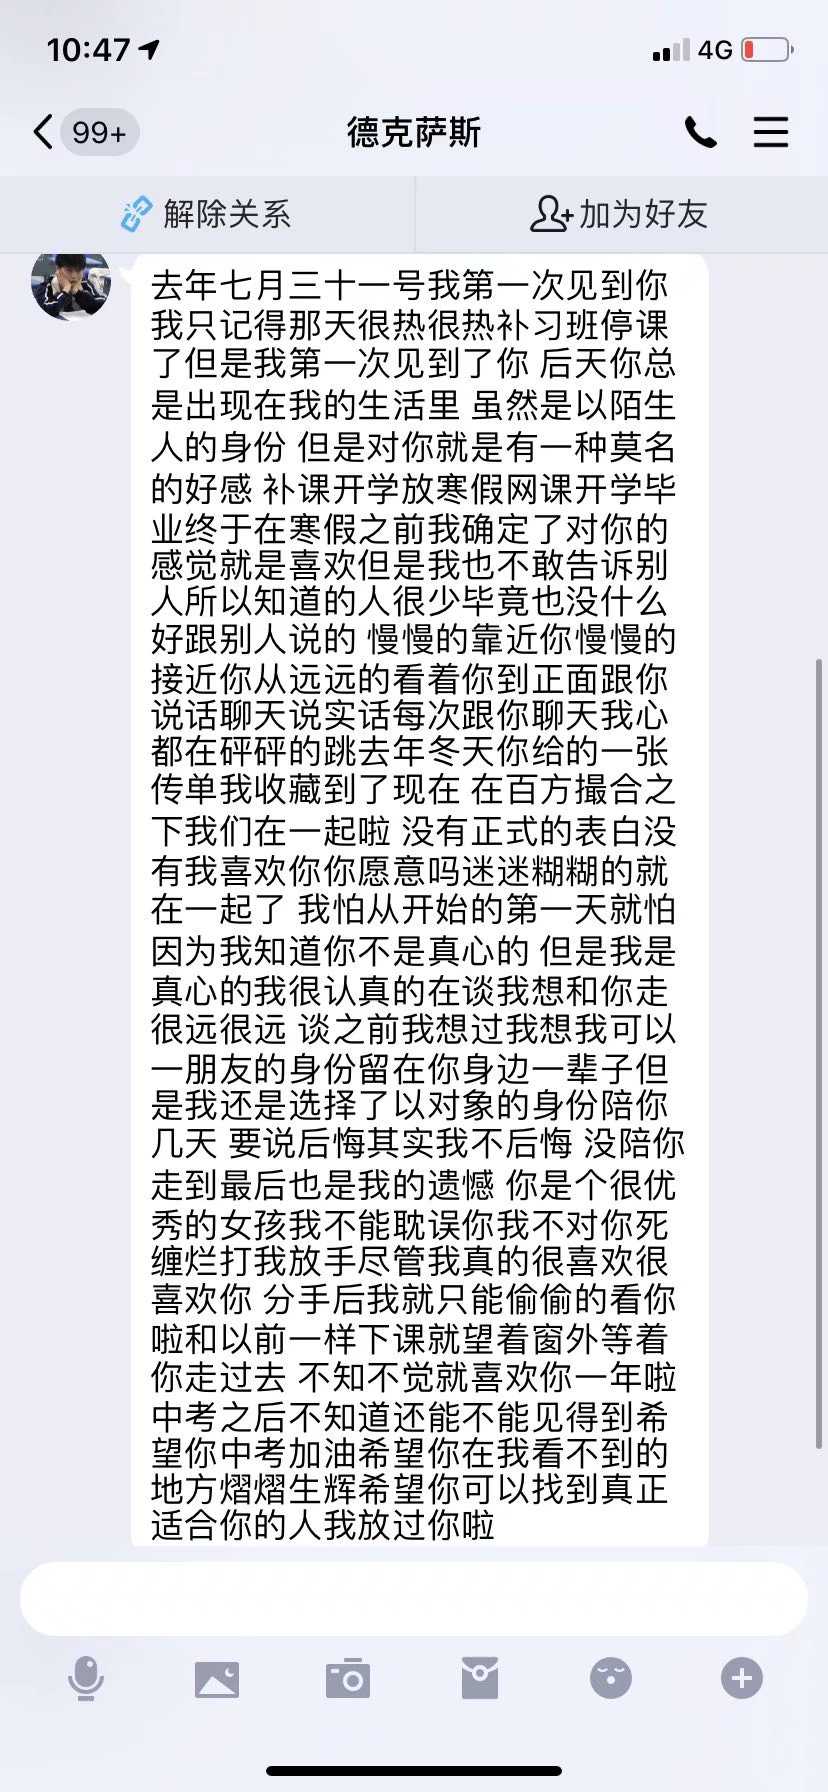 10:47
4G
99+
德克萨斯
解除关系
加为好友
去年七月三十一号我第一次见到你
我只记得那天很热很热补习班停课
了但是我第一次见到了你 后天你总
是出现在我的生活里 虽然是以陌生
人的身份 但是对你就是有一种莫名
的好感 补课开学放寒假网课开学毕
业终于在寒假之前我确定了对你的
感觉就是喜欢但是我也不敢告诉别
人所以知道的人很少毕竟也没什么
好跟别人说的 慢慢的靠近你慢慢的
接近你从远远的看着你到正面跟你
说话聊天说实话每次跟你聊天我心
都在砰砰的跳去年冬天你给的一张
传单我收藏到了现在 在百方撮合之
下我们在一起啦 没有正式的表白没
有我喜欢你你愿意吗迷迷糊糊的就
在一起了 我怕从开始的第一天就怕
因为我知道你不是真心的 但是我是
真心的我很认真的在谈我想和你走
很远很远 谈之前我想过我想我可以
一朋友的身份留在你身边一辈子但
是我还是选择了以对象的身份陪你
几天 要说后悔其实我不后悔 没陪你
走到最后也是我的遗憾 你是个很优
秀的女孩我不能耽误你我不对你死
缠烂打我放手尽管我真的很喜欢很
喜欢你 分手后我就只能偷偷的看你
啦和以前一样下课就望着窗外等着
你走过去 不知不觉就喜欢你一年啦
中考之后不知道还能不能见得到希
望你中考加油希望你在我看不到的
地方熠熠生辉希望你可以找到真正
适合你的人我放过你啦